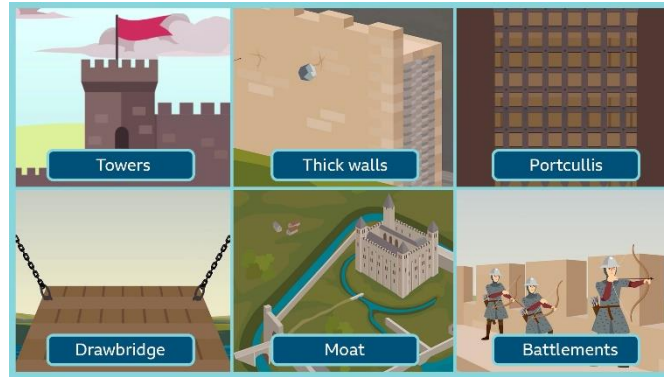 Towers
Thick walls
Portcullis
Drawbridge
Moat
Battlements